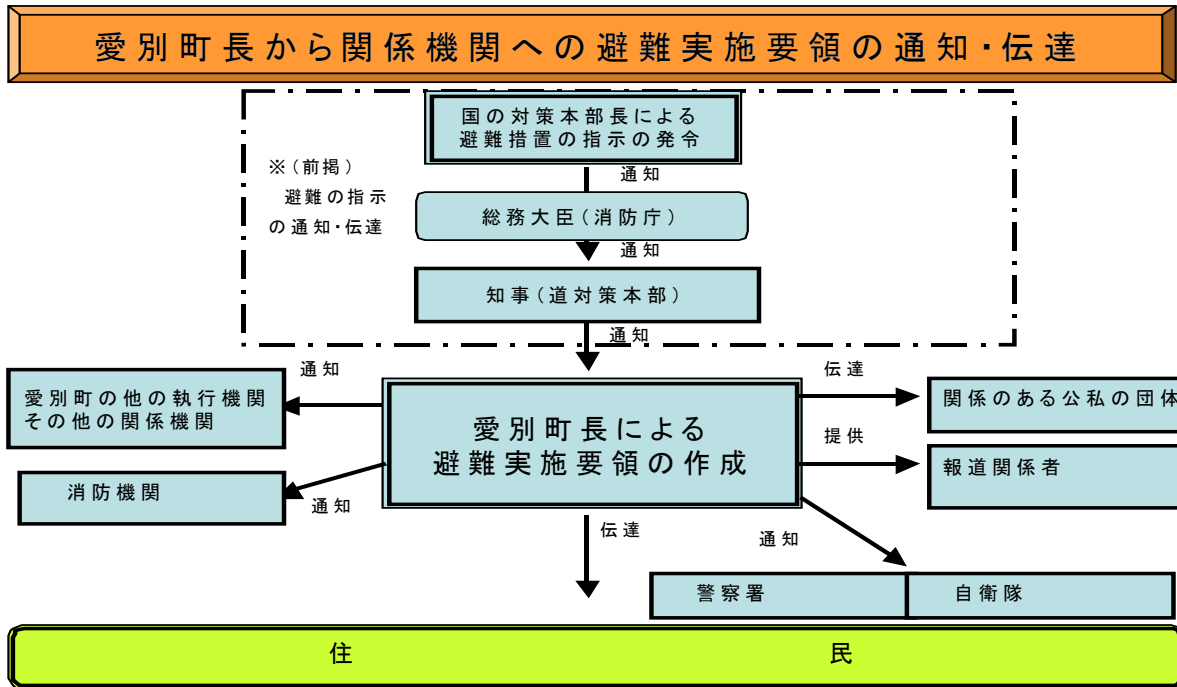 愛別町長から関係機関への避難実施要領の通知・伝達
国の対策本部長による
避難措置の指示の発令
※(前掲)
避難の指示
の通知・伝達
通知
総務大臣(消防庁)
通知
知事(道対策本部)
通知
通知
伝達
愛別町の他の執行機関
その他の関係機関
関係のある公私の団体
愛別町長による
避難実施要領の作成
提供
報道関係者
消防機関
通知
伝達
通知
警察署
自衛隊
住民